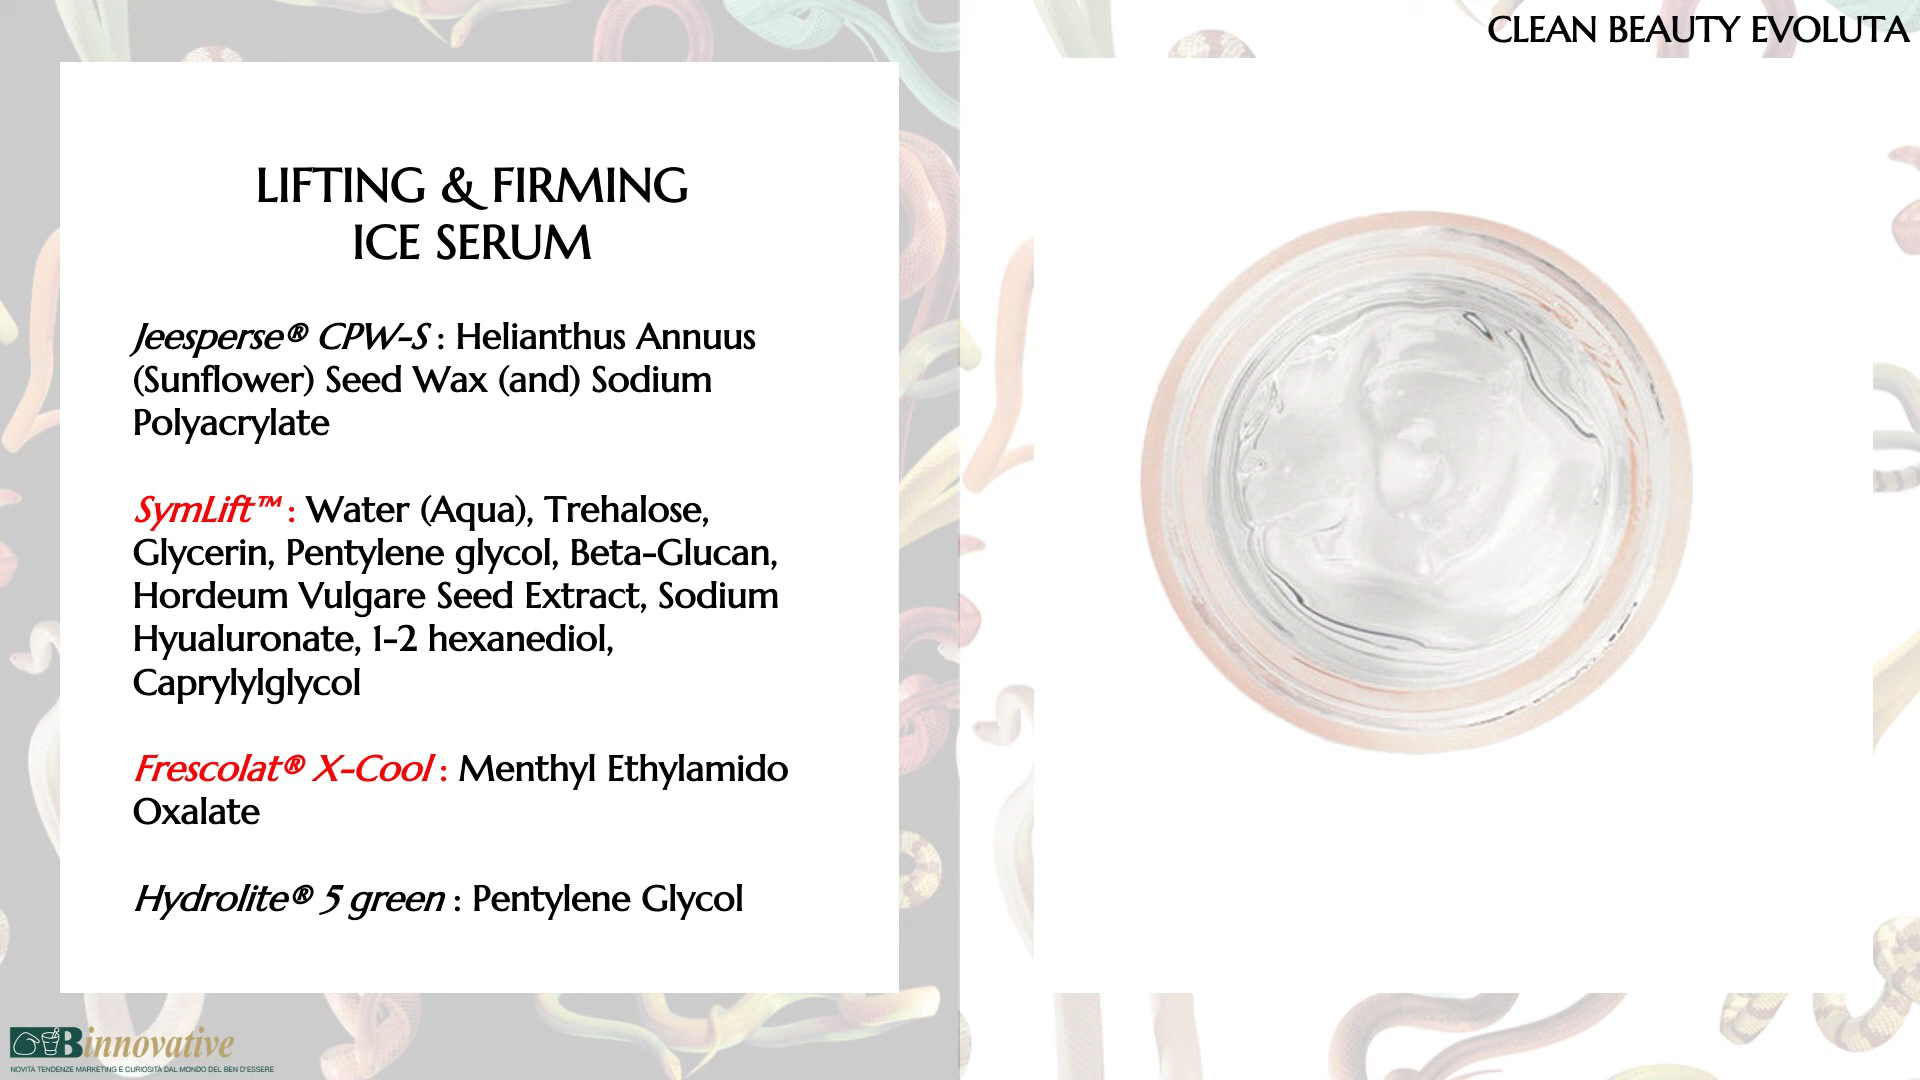 CLEAN BEAUTY EVOLUTA
LIFTING & FIRMING
ICE SERUM
Jeesperse® CPW-S : Helianthus Annuus
(Sunflower) Seed Wax (and) Sodium
Polyacrylate
SymLift™ : Water (Aqua), Trehalose,
Glycerin, Pentylene glycol, Beta-Glucan,
Hordeum Vulgare Seed Extract, Sodium
Hyualuronate, 1-2 hexanediol,
Caprylylglycol
Frescolat® X-Cool : Menthyl Ethylamido
Oxalate
Hydrolite® 5 green : Pentylene Glycol
Binnovative
NOVITÀ TENDENZE MARKETING E CURIOSITÀ DAL MONDO DEL BEN D'ESSERE